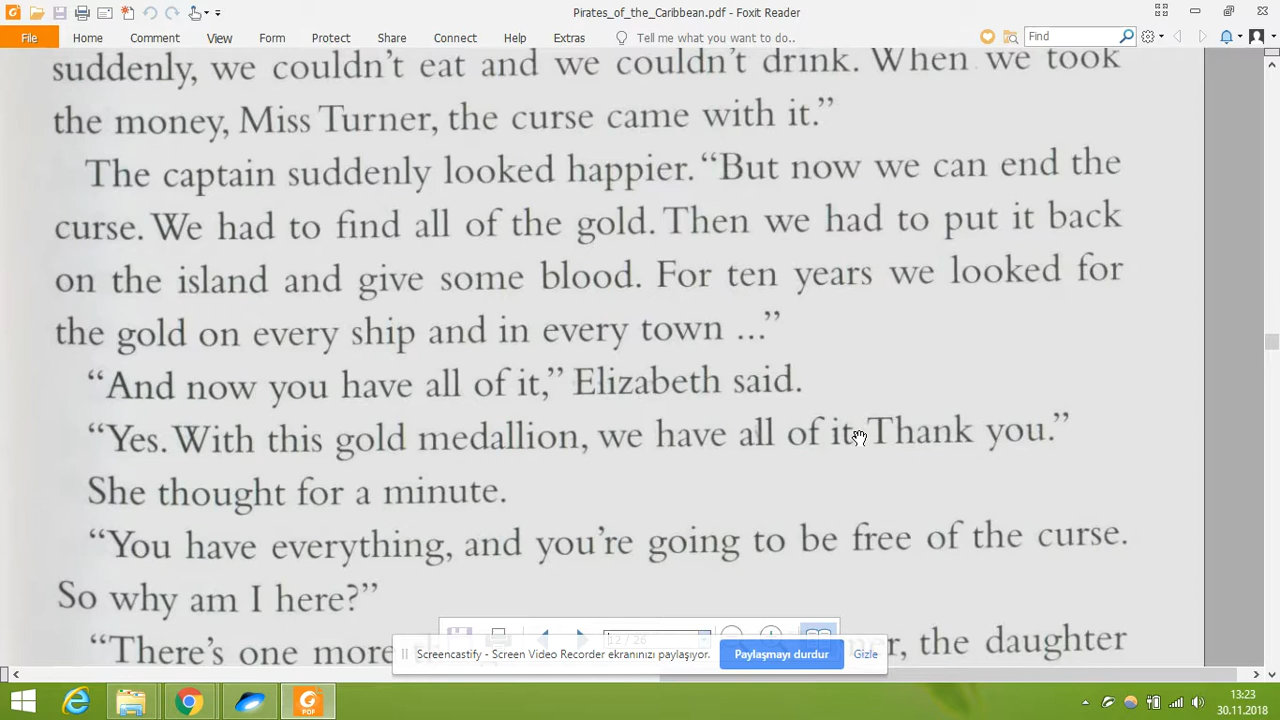 Pirates_of_the_Caribbean.pdf - Foxit Reader
File Home Comment View Form Protect Share Connect Help Extras Tell me what you want to do.. Find
suddenly, we couldn't eat and we couldn't drink. When we took
the money, Miss Turner, the curse came with it.”
The captain suddenly looked happier. “But now we can end the
curse. We had to find all of the gold. Then we had to put it back
on the island and give some blood. For ten years we looked for
the gold on every ship and in every town ...”
“And now you have all of it,” Elizabeth said.
“Yes. With this gold medallion, we have all of it. Thank you.”
She thought for a minute.
“You have everything, and you're going to be free of the curse.
So why am I here?”
“There's one more the daughter
12 / 26
Screencastify - Screen Video Recorder ekranınızı paylaşıyor. Paylaşmayı durdur Gizle
PDF
13:23
30.11.2018